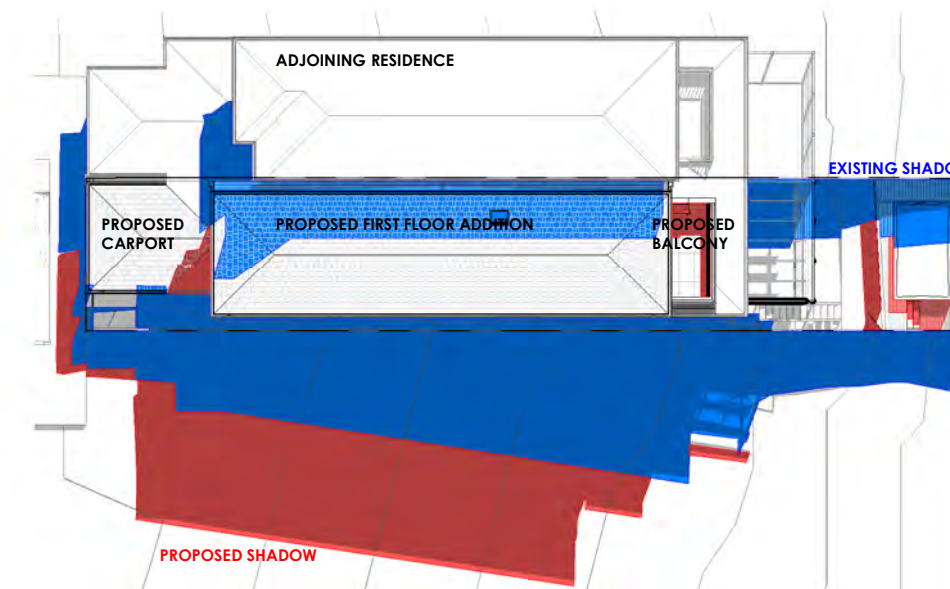 ADJOINING RESIDENCE
EXISTING SHADO
PROPOSED
CARPORT
PROPOSED FIRST FLOOR ADDITION
PROPOSED
BALCONY
PROPOSED SHADOW